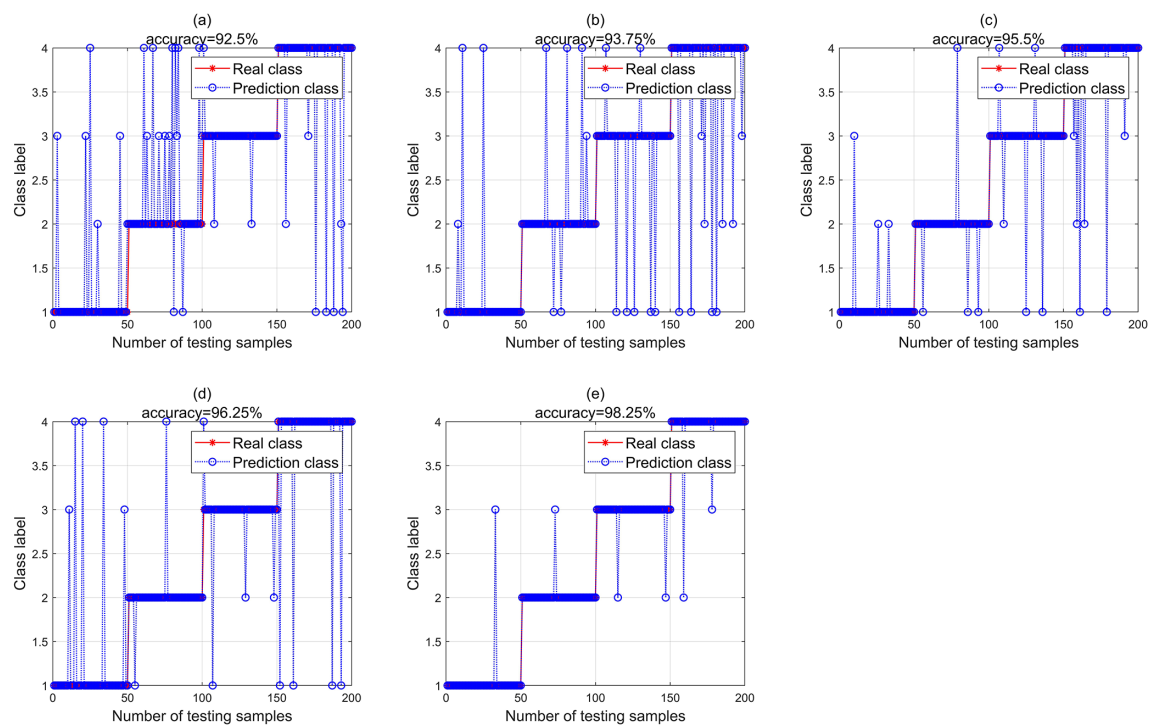 (a)
accuracy=92.5%
4
3.5
3
2.5
2
1.5
1
Class label
Real class
Prediction class
0
50
100
150
200
Number of testing samples
(b)
accuracy=93.75%
4
3.5
3
2.5
2
1.5
1
Class label
Real class
Prediction class
0
50
100
150
200
Number of testing samples
(c)
accuracy=95.5%
4
3.5
3
2.5
2
1.5
1
Class label
Real class
Prediction class
0
50
100
150
200
Number of testing samples
(d)
accuracy=96.25%
4
3.5
3
2.5
2
1.5
1
Class label
Real class
Prediction class
0
50
100
150
200
Number of testing samples
(e)
accuracy=98.25%
4
3.5
3
2.5
2
1.5
1
Class label
Real class
Prediction class
0
50
100
150
200
Number of testing samples